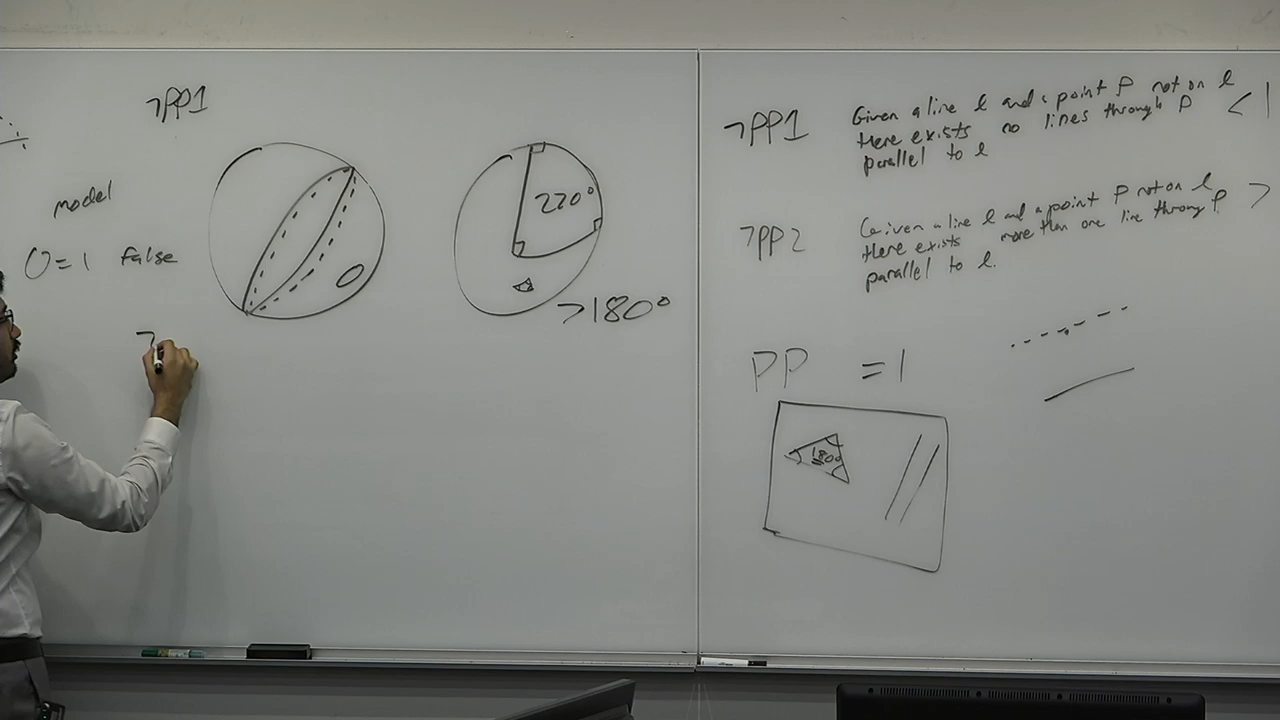 ¬PP1
model
0=1 false
¬
220°
>180°
¬PP1 Given a line l and a point P not on l
there exists no lines through P < 1
parallel to l
¬PP2 Given a line l and a point P not on l
there exists more than one line through P >
parallel to l.
PP = 1
180°